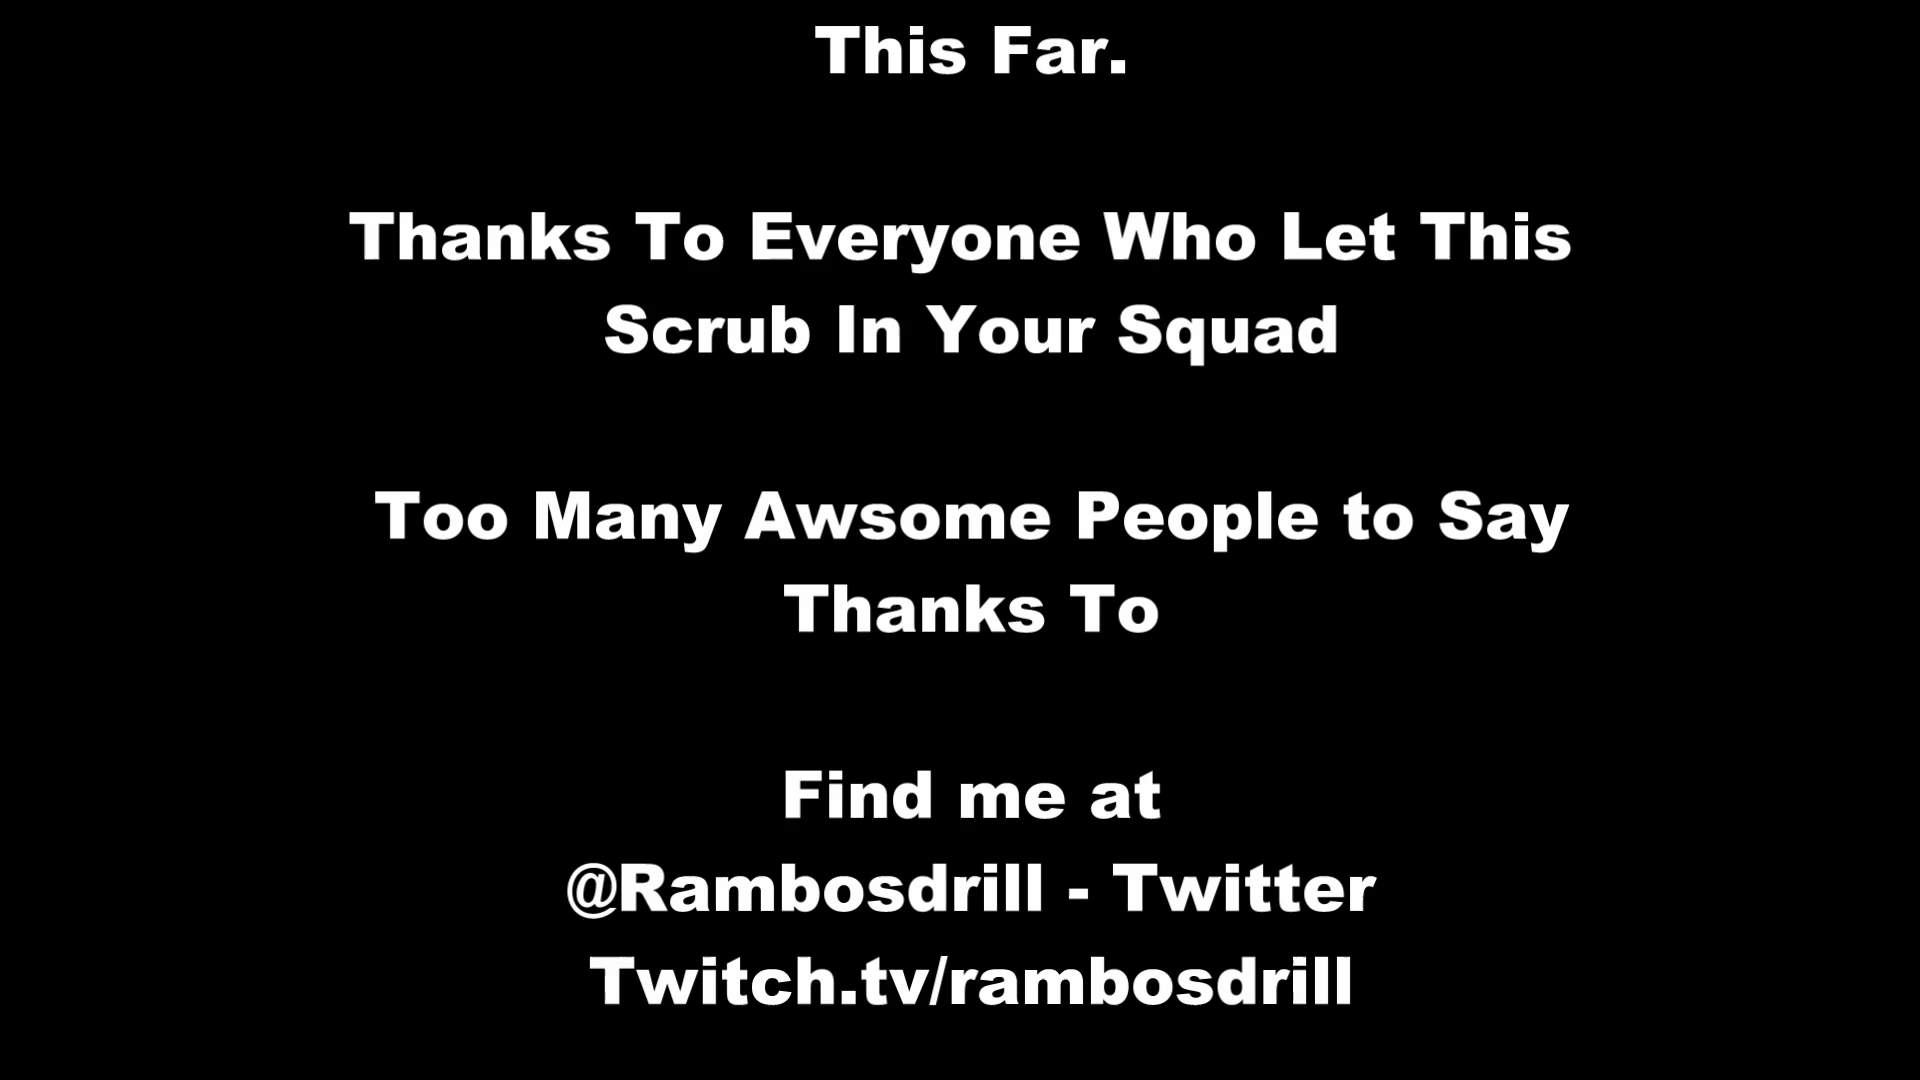 This Far.
Thanks To Everyone Who Let This
Scrub In Your Squad
Too Many Awsome People to Say
Thanks To
Find me at
@Rambosdrill - Twitter
Twitch.tv/rambosdrill